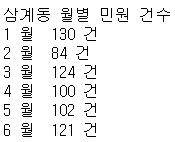 삼계동 월별 민원 건수
1 월 130 건
2 월 84 건
3 월 124 건
4 월 100 건
5 월 102 건
6 월 121 건